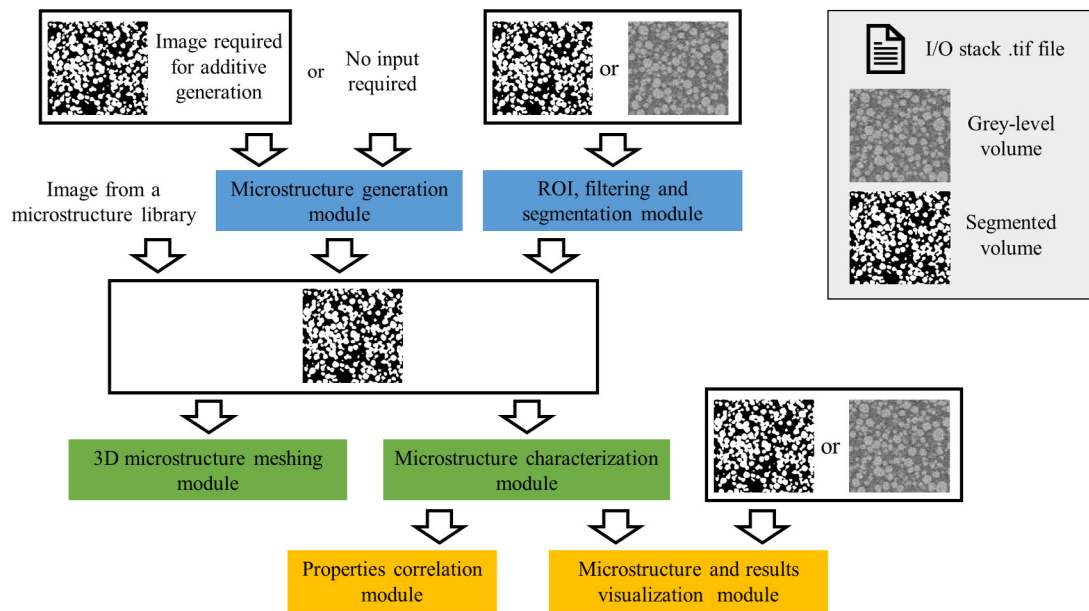 Image required
for additive
generation
or
No input
required
or
I/O stack .tif file
Grey-level
volume
Segmented
volume
Image from a
microstructure library
Microstructure generation
module
ROI, filtering and
segmentation module
3D microstructure meshing
module
Microstructure characterization
module
or
Properties correlation
module
Microstructure and results
visualization module